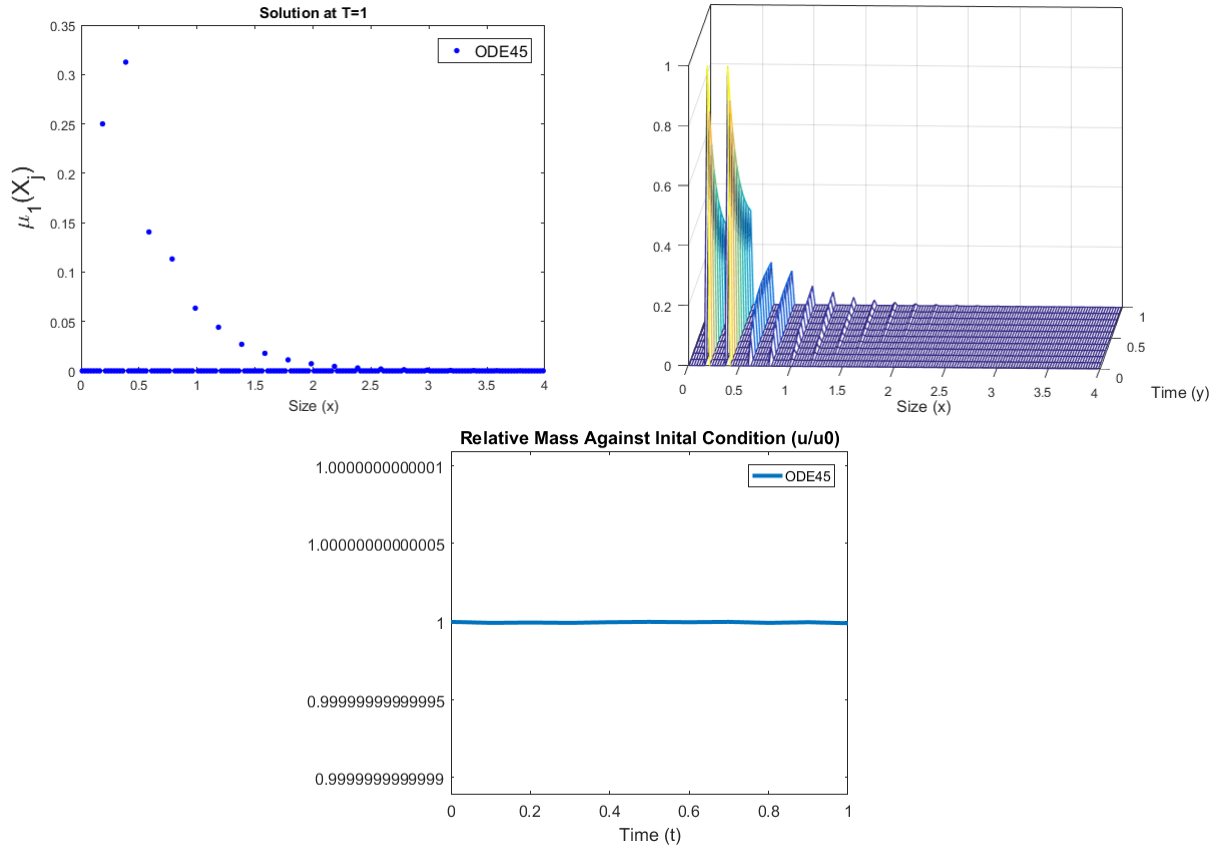 Solution at T=1
0.35
0.3
0.25
0.2
0.15
0.1
0.05
0
μ1(Xj)
ODE45
0 0.5 1 1.5 2 2.5 3 3.5 4
Size (x)
1
0.8
0.6
0.4
0.2
0
0 0.5 1 1.5 2 2.5 3 3.5 4
Size (x)
1
0.5
0
Time (y)
Relative Mass Against Inital Condition (u/u0)
1.0000000000001
1.00000000000005
1
0.99999999999995
0.9999999999999
ODE45
0 0.2 0.4 0.6 0.8 1
Time (t)